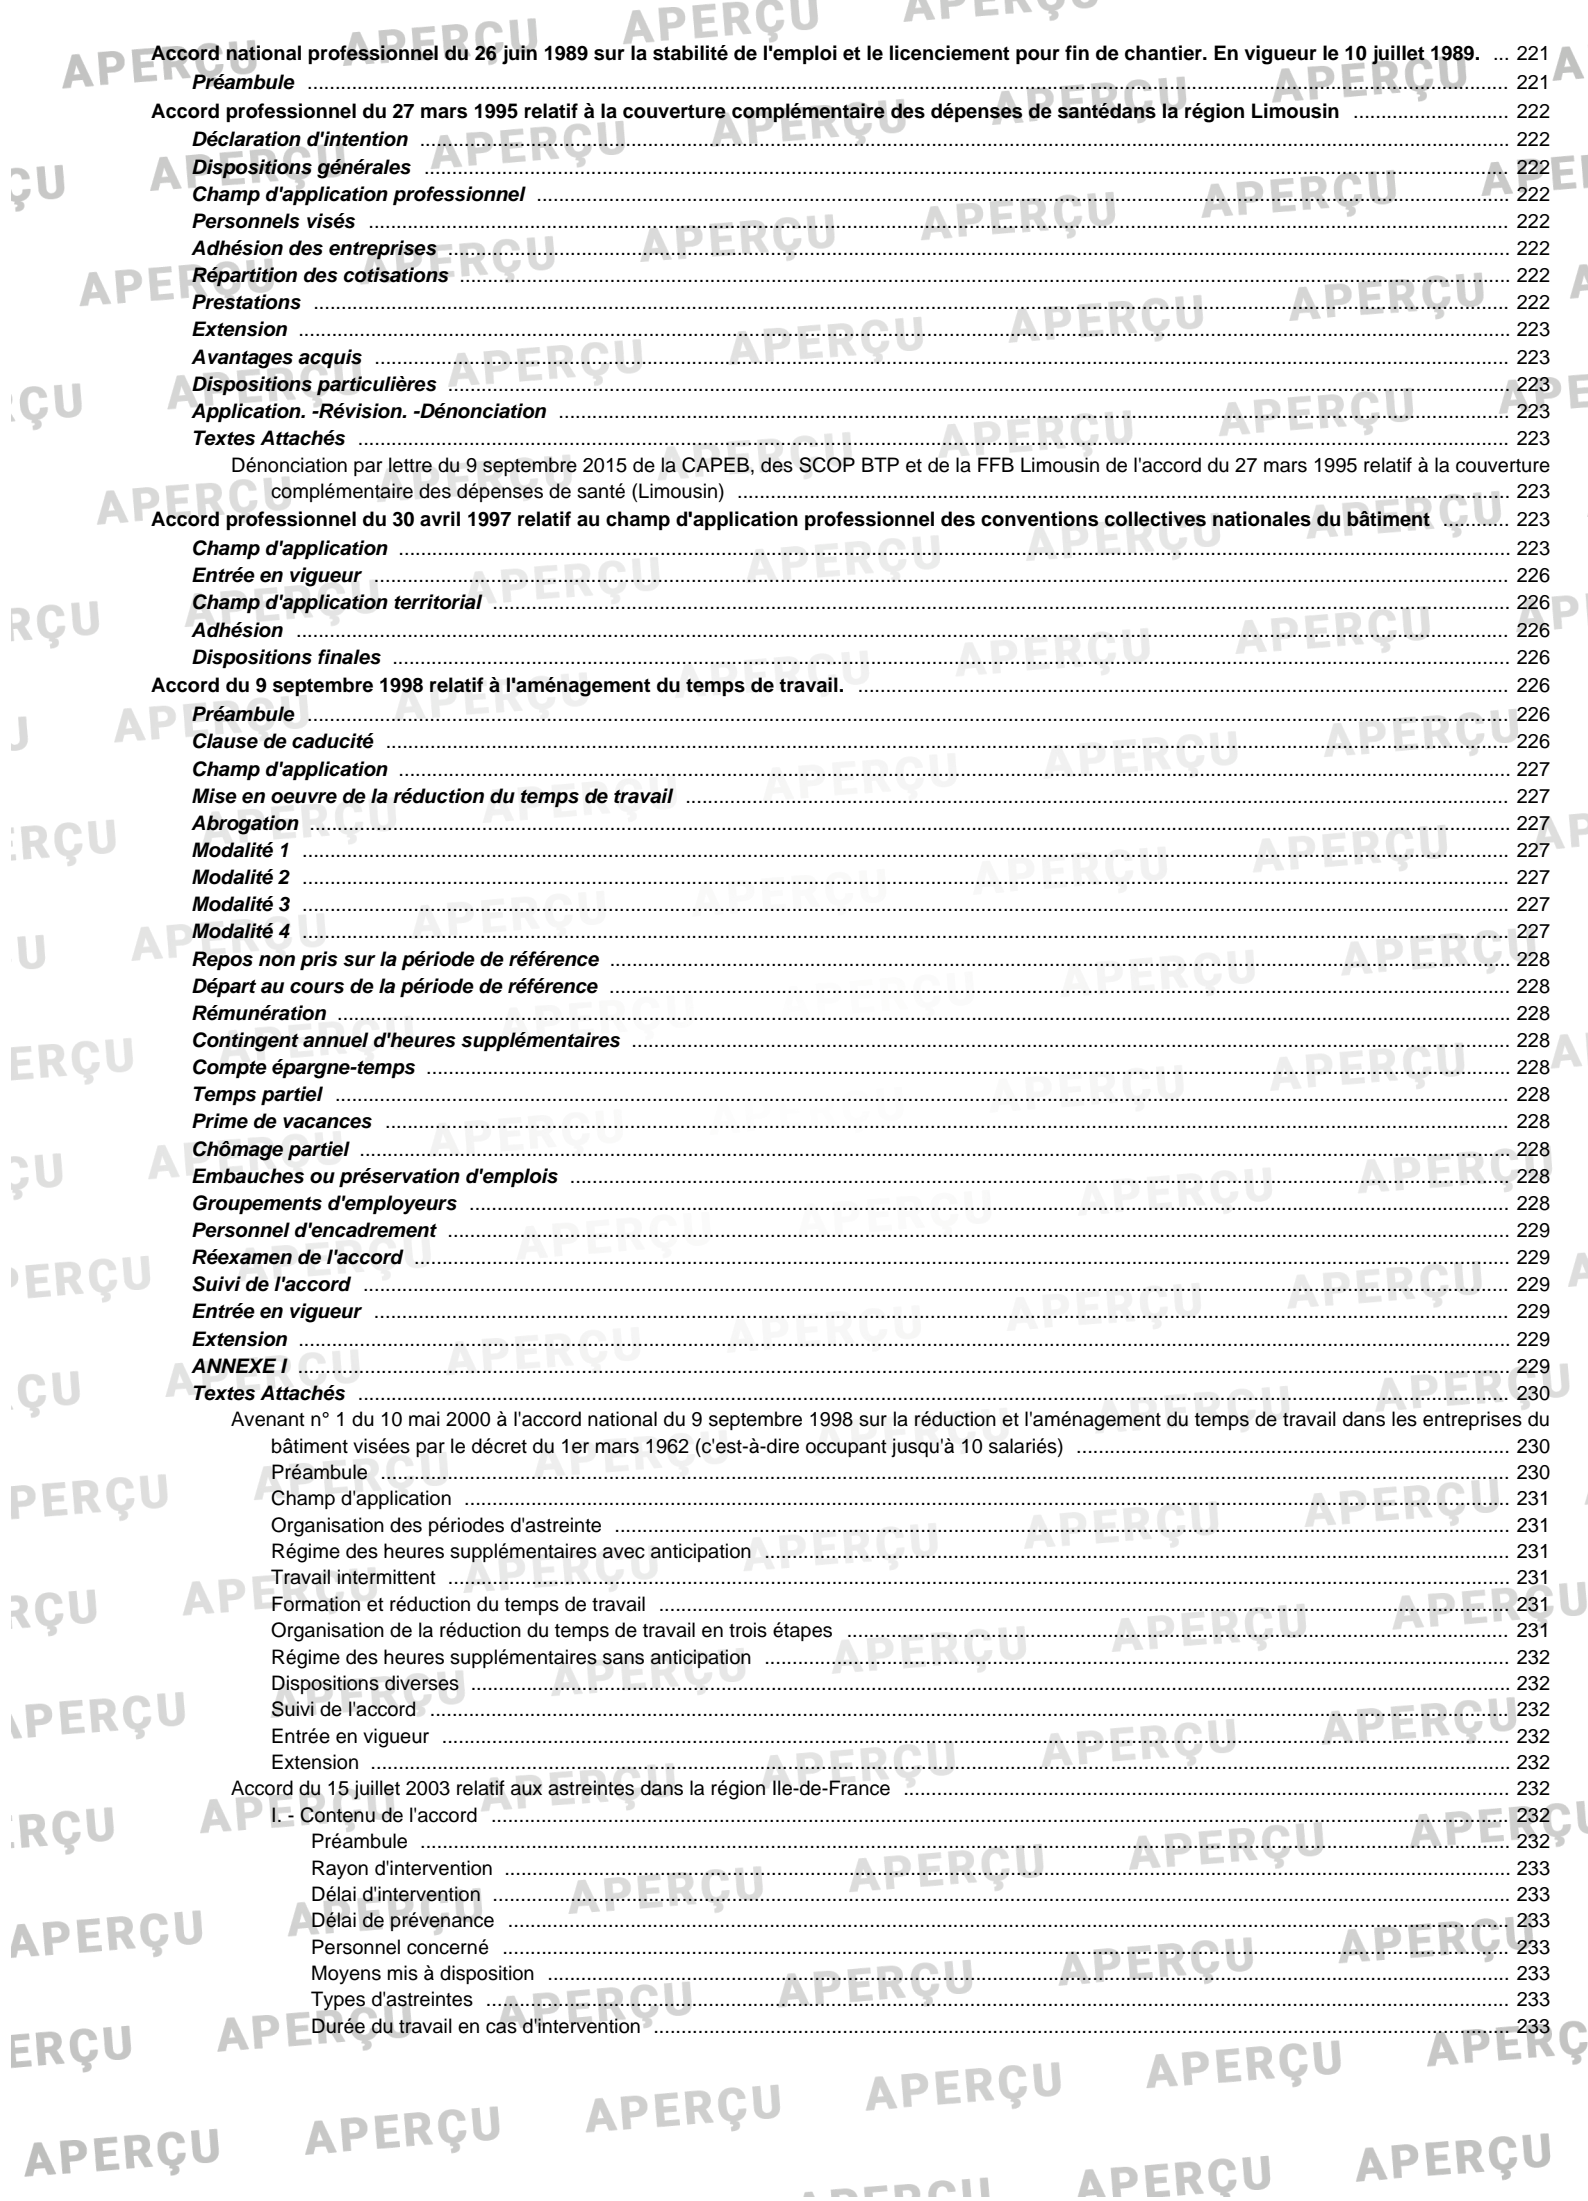 Accord national professionnel du 26 juin 1989 sur la stabilité de l'emploi et le licenciement pour fin de chantier. En vigueur le 10 juillet 1989. ... 221
Préambule ... 221
Accord professionnel du 27 mars 1995 relatif à la couverture complémentaire des dépenses de santédans la région Limousin ... 222
Déclaration d'intention ... 222
Dispositions générales ... 222
Champ d'application professionnel ... 222
Personnels visés ... 222
Adhésion des entreprises ... 222
Répartition des cotisations ... 222
Prestations ... 222
Extension ... 223
Avantages acquis ... 223
Dispositions particulières ... 223
Application. -Révision. -Dénonciation ... 223
Textes Attachés ... 223
Dénonciation par lettre du 9 septembre 2015 de la CAPEB, des SCOP BTP et de la FFB Limousin de l'accord du 27 mars 1995 relatif à la couverture
complémentaire des dépenses de santé (Limousin) ... 223
Accord professionnel du 30 avril 1997 relatif au champ d'application professionnel des conventions collectives nationales du bâtiment ... 223
Champ d'application ... 223
Entrée en vigueur ... 226
Champ d'application territorial ... 226
Adhésion ... 226
Dispositions finales ... 226
Accord du 9 septembre 1998 relatif à l'aménagement du temps de travail. ... 226
Préambule ... 226
Clause de caducité ... 226
Champ d'application ... 227
Mise en oeuvre de la réduction du temps de travail ... 227
Abrogation ... 227
Modalité 1 ... 227
Modalité 2 ... 227
Modalité 3 ... 227
Modalité 4 ... 227
Repos non pris sur la période de référence ... 228
Départ au cours de la période de référence ... 228
Rémunération ... 228
Contingent annuel d'heures supplémentaires ... 228
Compte épargne-temps ... 228
Temps partiel ... 228
Prime de vacances ... 228
Chômage partiel ... 228
Embauches ou préservation d'emplois ... 228
Groupements d'employeurs ... 228
Personnel d'encadrement ... 229
Réexamen de l'accord ... 229
Suivi de l'accord ... 229
Entrée en vigueur ... 229
Extension ... 229
ANNEXE I ... 229
Textes Attachés ... 230
Avenant n° 1 du 10 mai 2000 à l'accord national du 9 septembre 1998 sur la réduction et l'aménagement du temps de travail dans les entreprises du
bâtiment visées par le décret du 1er mars 1962 (c'est-à-dire occupant jusqu'à 10 salariés) ... 230
Préambule ... 230
Champ d'application ... 231
Organisation des périodes d'astreinte ... 231
Régime des heures supplémentaires avec anticipation ... 231
Travail intermittent ... 231
Formation et réduction du temps de travail ... 231
Organisation de la réduction du temps de travail en trois étapes ... 231
Régime des heures supplémentaires sans anticipation ... 232
Dispositions diverses ... 232
Suivi de l'accord ... 232
Entrée en vigueur ... 232
Extension ... 232
Accord du 15 juillet 2003 relatif aux astreintes dans la région Ile-de-France ... 232
I. - Contenu de l'accord ... 232
Préambule ... 232
Rayon d'intervention ... 233
Délai d'intervention ... 233
Délai de prévenance ... 233
Personnel concerné ... 233
Moyens mis à disposition ... 233
Types d'astreintes ... 233
Durée du travail en cas d'intervention ... 233
APERÇU